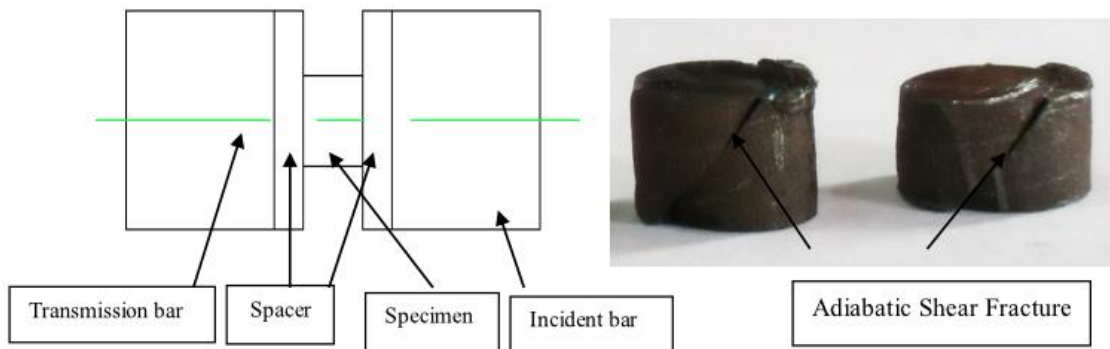 Transmission bar
Spacer
Specimen
Incident bar
Adiabatic Shear Fracture